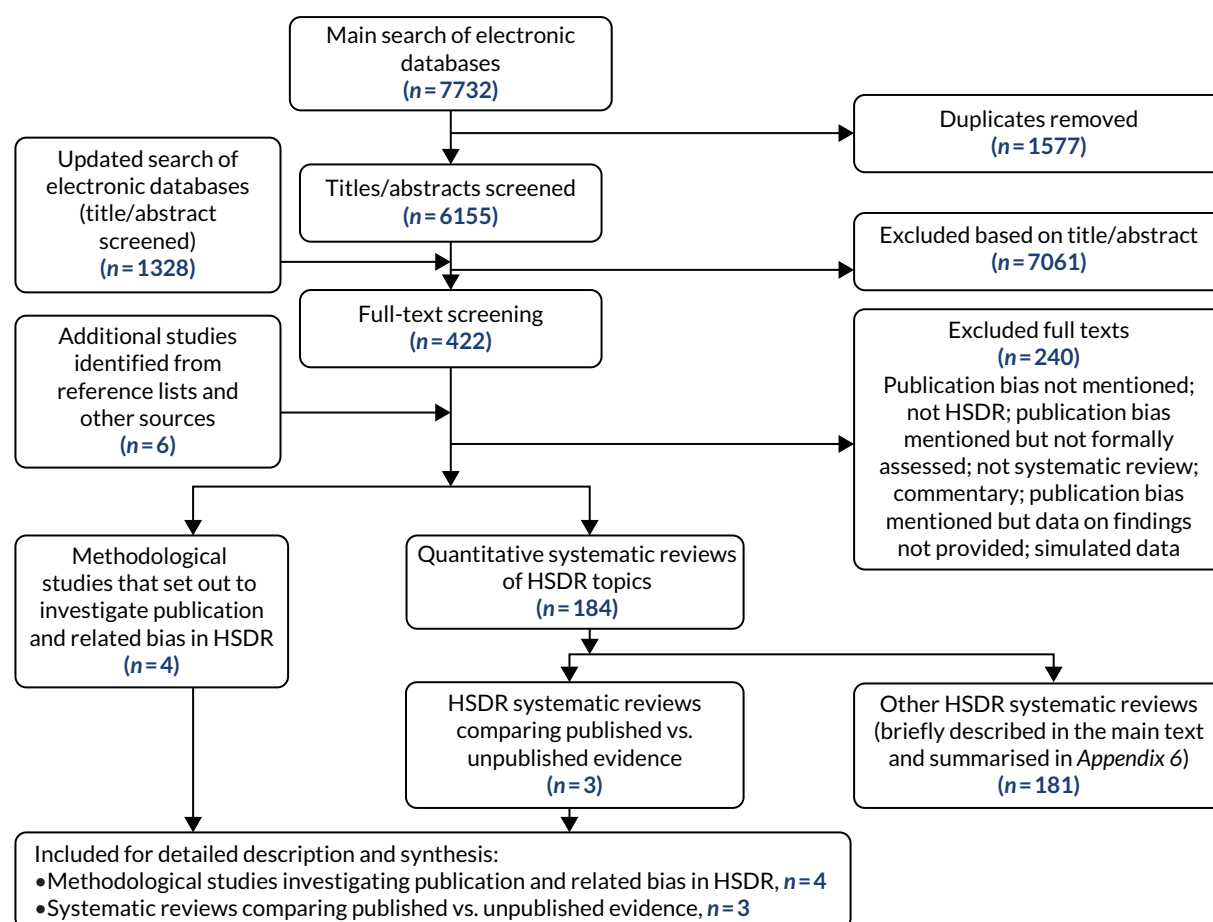 Main search of electronic
databases
(n = 7732)
Duplicates removed
(n = 1577)
Updated search of
electronic databases
(title/abstract
screened)
(n = 1328)
Titles/abstracts screened
(n = 6155)
Excluded based on title/abstract
(n = 7061)
Full-text screening
(n = 422)
Additional studies
identified from
reference lists and
other sources
(n = 6)
Excluded full texts
(n = 240)
Publication bias not mentioned;
not HSDR; publication bias
mentioned but not formally
assessed; not systematic review;
commentary; publication bias
mentioned but data on findings
not provided; simulated data
Methodological
studies that set out to
investigate publication
and related bias in HSDR
(n = 4)
Quantitative systematic reviews
of HSDR topics
(n = 184)
HSDR systematic reviews
comparing published vs.
unpublished evidence
(n = 3)
Other HSDR systematic reviews
(briefly described in the main text
and summarised in Appendix 6)
(n = 181)
Included for detailed description and synthesis:
•Methodological studies investigating publication and related bias in HSDR, n = 4
•Systematic reviews comparing published vs. unpublished evidence, n = 3